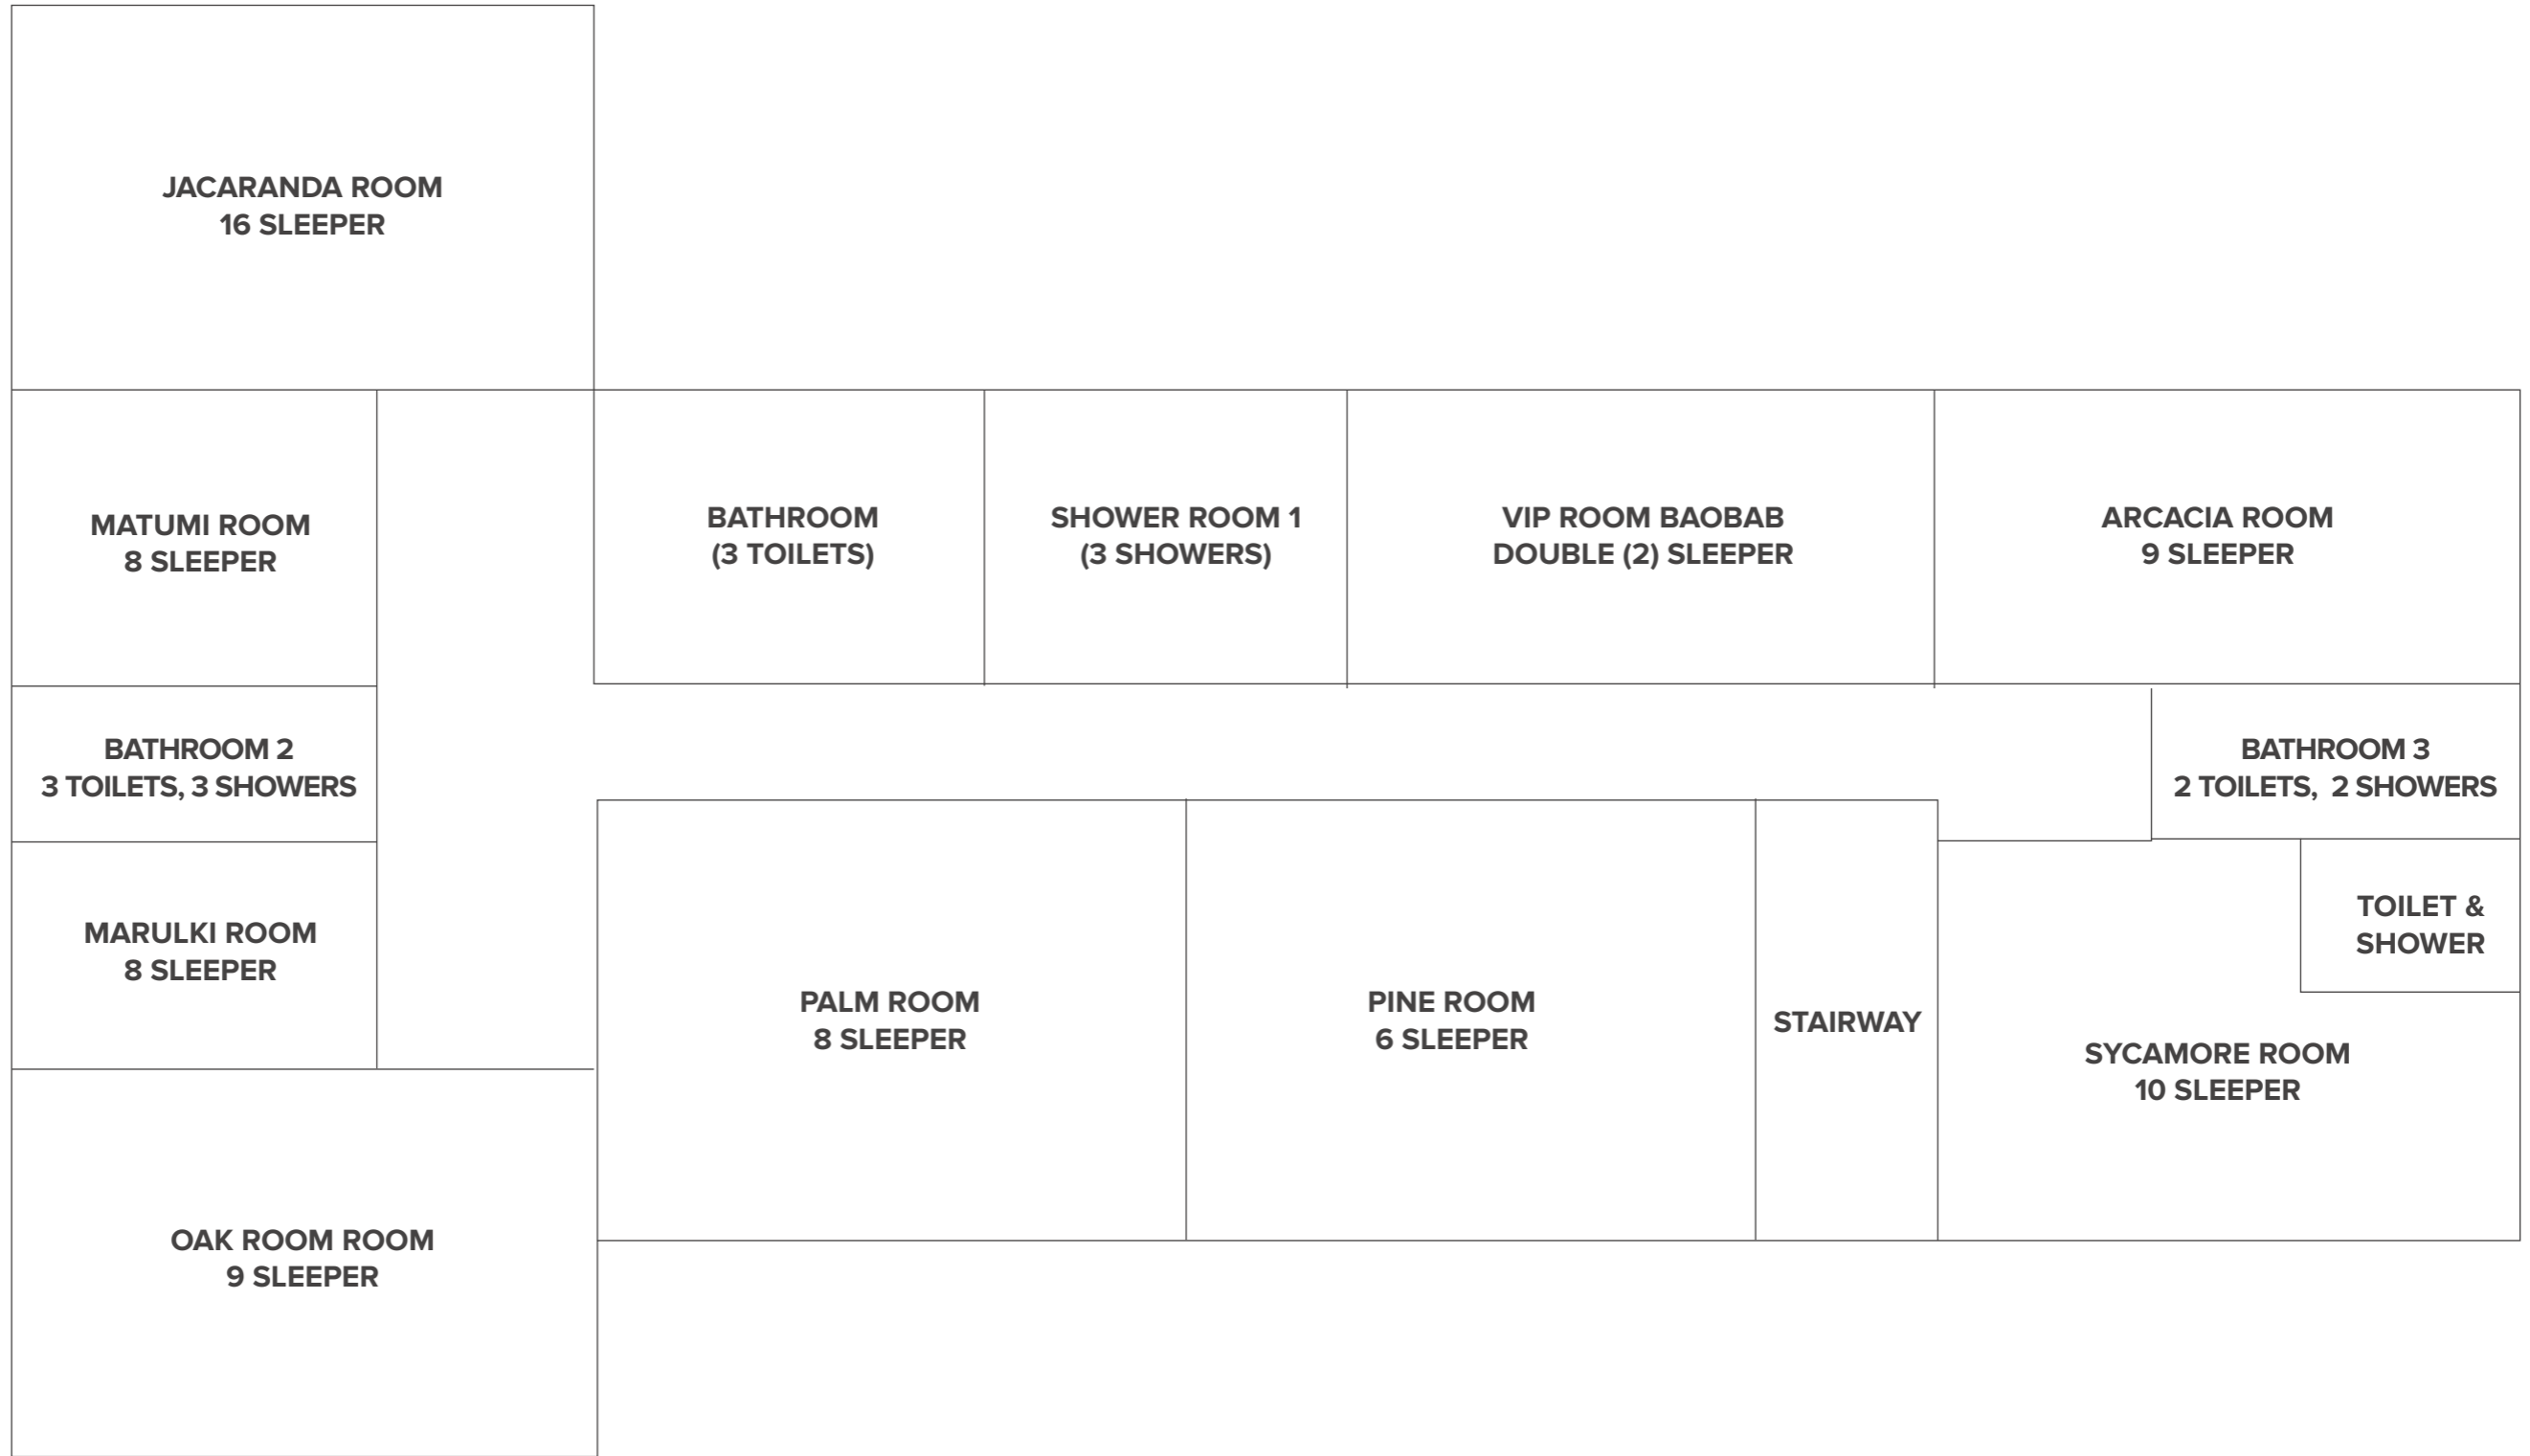 JACARANDA ROOM
16 SLEEPER
MATUMI ROOM
8 SLEEPER
BATHROOM
(3 TOILETS)
SHOWER ROOM 1
(3 SHOWERS)
VIP ROOM BAOBAB
DOUBLE (2) SLEEPER
ARCACIA ROOM
9 SLEEPER
BATHROOM 2
3 TOILETS, 3 SHOWERS
BATHROOM 3
2 TOILETS, 2 SHOWERS
MARULKI ROOM
8 SLEEPER
PALM ROOM
8 SLEEPER
PINE ROOM
6 SLEEPER
STAIRWAY
TOILET &
SHOWER
SYCAMORE ROOM
10 SLEEPER
OAK ROOM ROOM
9 SLEEPER